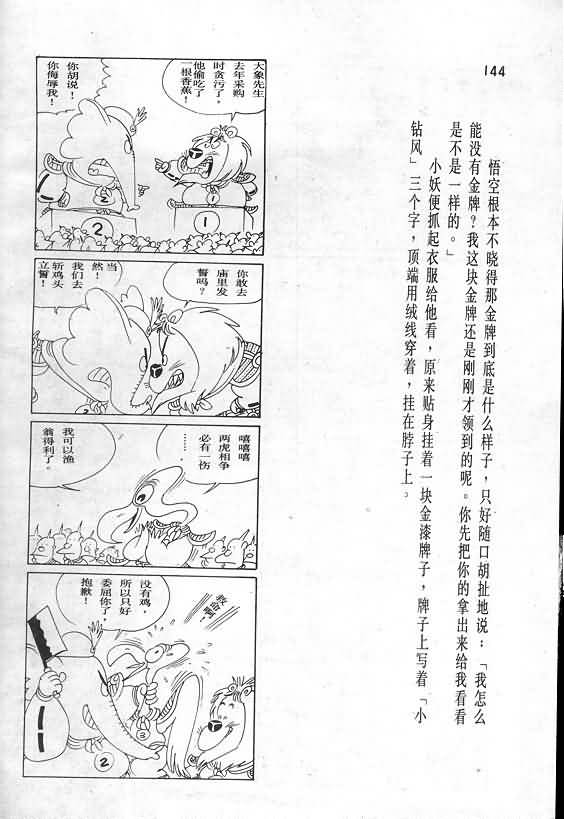 144
悟空根本不晓得那金牌到底是什么样子，只好随口胡扯地说：「我怎么
能没有金牌？我这块金牌还是刚刚才领到的呢。你先把你的拿出来给我看看
是不是一样的。」
小妖便抓起衣服给他看，原来贴身挂着一块金漆牌子，牌子上写着「小
钻风」三个字，顶端用绒线穿着，挂在脖子上。
大象先生
去年采购
时贪污了。
他偷吃了
一根香蕉！
你胡说！
你侮辱我！
2
1
你敢去
庙里发
誓吗？
当
然！
我们去
斩鸡头
立誓！
嘻嘻嘻
两虎相争
必有一伤
……
我可以渔
翁得利了。
救命啊！
没有鸡，
所以只好
委屈你了，
抱歉！
2
1